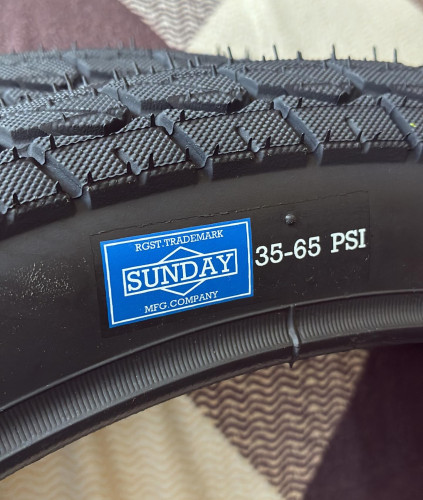 RGST.TRADEMARK
SUNDAY
MFG.COMPANY
35-65 PSI